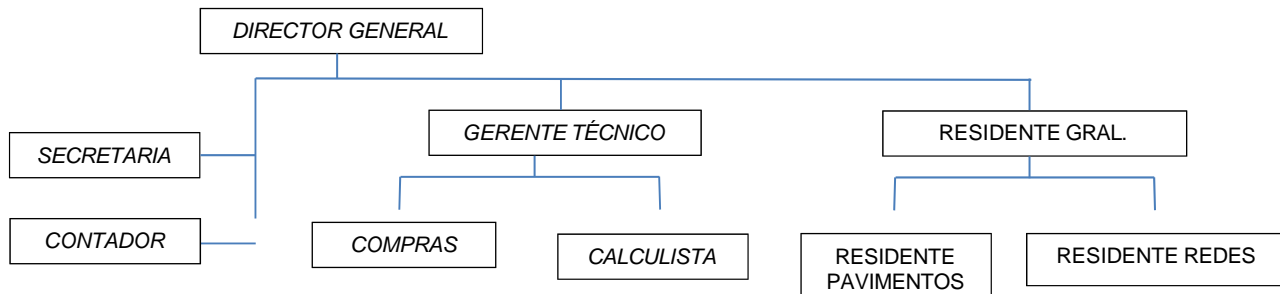 DIRECTOR GENERAL
GERENTE TÉCNICO
RESIDENTE GRAL.
SECRETARIA
CONTADOR
COMPRAS
CALCULISTA
RESIDENTE
PAVIMENTOS
RESIDENTE REDES